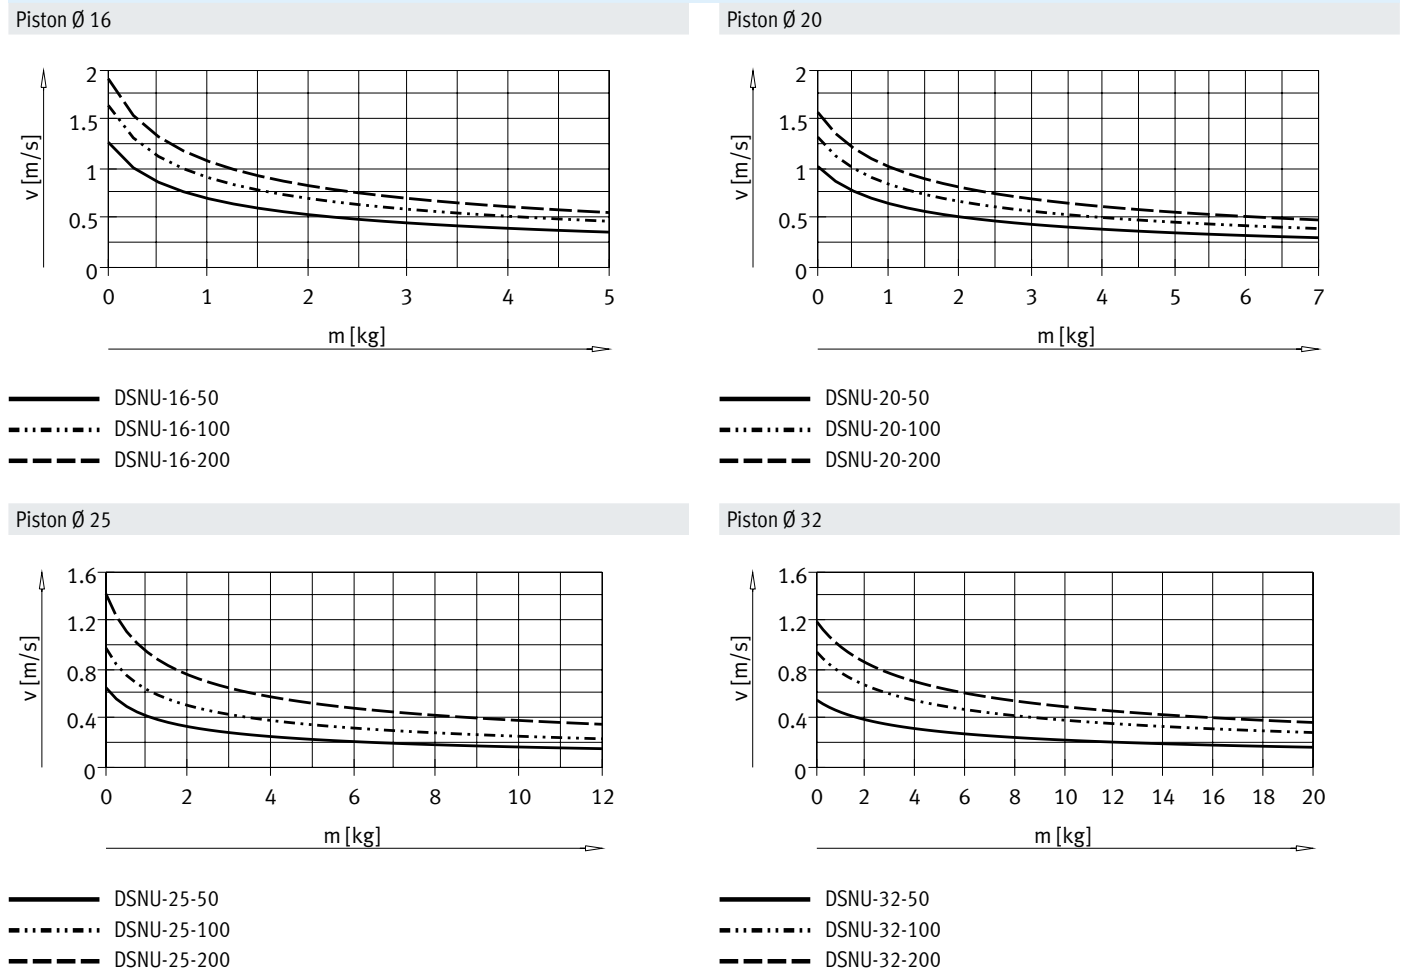 Piston Ø 16
2
1.5
1
0.5
0
v [m/s]
0 1 2 3 4 5
m [kg]
DSNU-16-50
DSNU-16-100
DSNU-16-200
Piston Ø 20
2
1.5
1
0.5
0
v [m/s]
0 1 2 3 4 5 6 7
m [kg]
DSNU-20-50
DSNU-20-100
DSNU-20-200
Piston Ø 25
1.6
1.2
0.8
0.4
0
v [m/s]
0 2 4 6 8 10 12
m [kg]
DSNU-25-50
DSNU-25-100
DSNU-25-200
Piston Ø 32
1.6
1.2
0.8
0.4
0
v [m/s]
0 2 4 6 8 10 12 14 16 18 20
m [kg]
DSNU-32-50
DSNU-32-100
DSNU-32-200